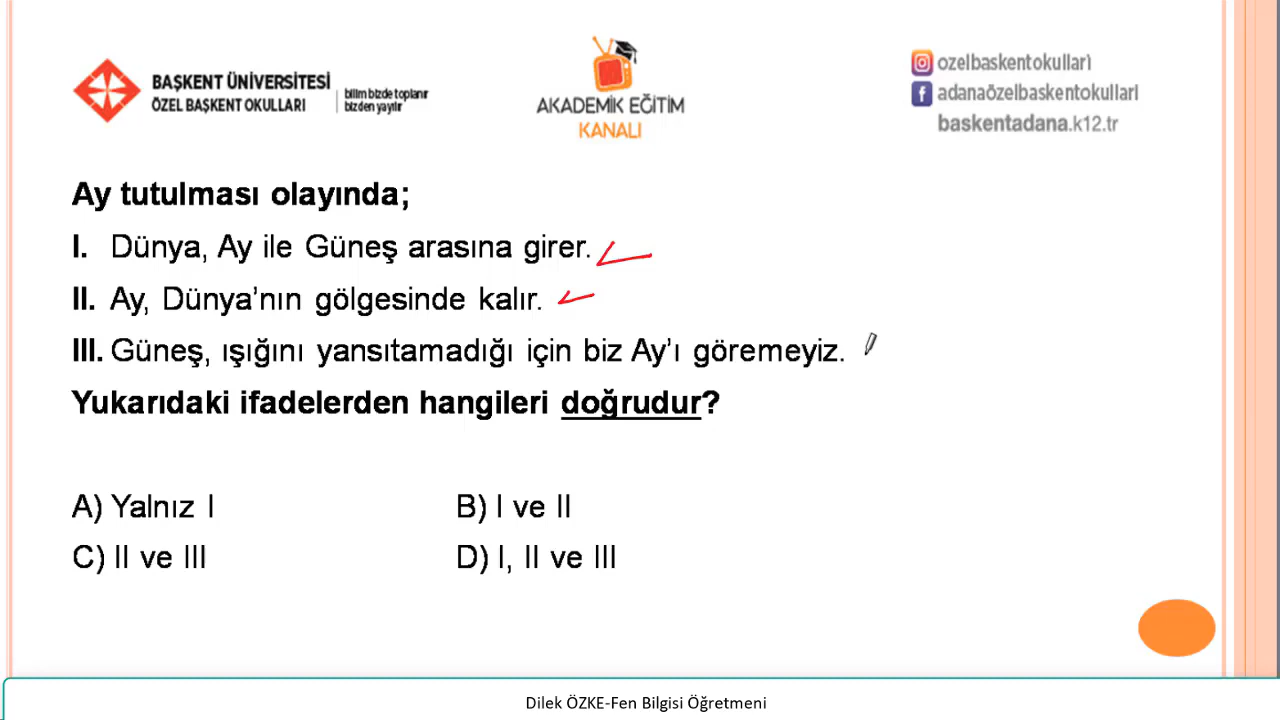 BAŞKENT ÜNİVERSİTESİ
ÖZEL BAŞKENT OKULLARI
bilim bizde toplanır
bizden yayılır
AKADEMİK EĞİTİM
KANALI
ozelbaskentokullari
adanaözelbaskentokullarI
baskentadana.k12.tr
Ay tutulması olayında;
I. Dünya, Ay ile Güneş arasına girer.
II. Ay, Dünya’nın gölgesinde kalır.
III. Güneş, ışığını yansıtamadığı için biz Ay’ı göremeyiz.
Yukarıdaki ifadelerden hangileri doğrudur?
A) Yalnız I
B) I ve II
C) II ve III
D) I, II ve III
Dilek ÖZKE-Fen Bilgisi Öğretmeni